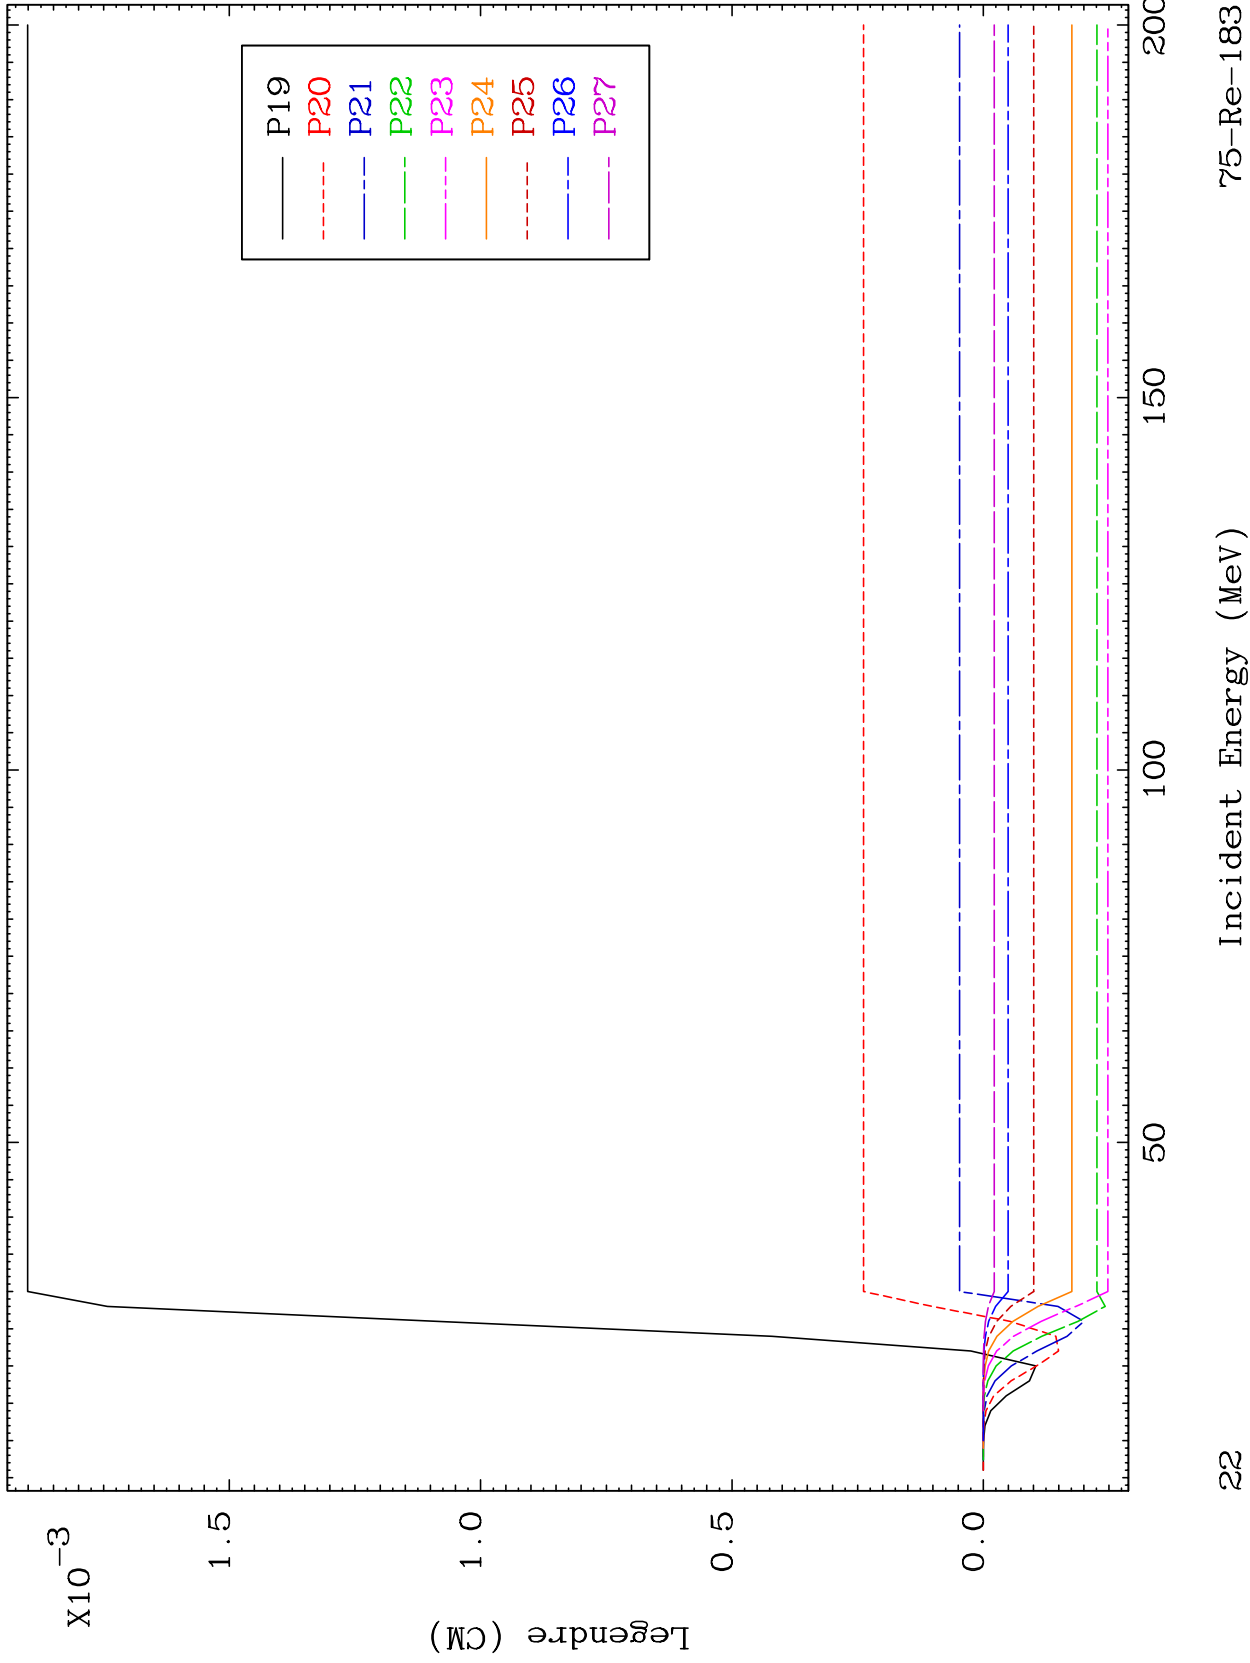 X10-3
1.5
1.0
0.5
0.0
Legendre (CM)
P19
P20
P21
P22
P23
P24
P25
P26
P27
50
100
150
200
Incident Energy (MeV)
22
75-Re-183